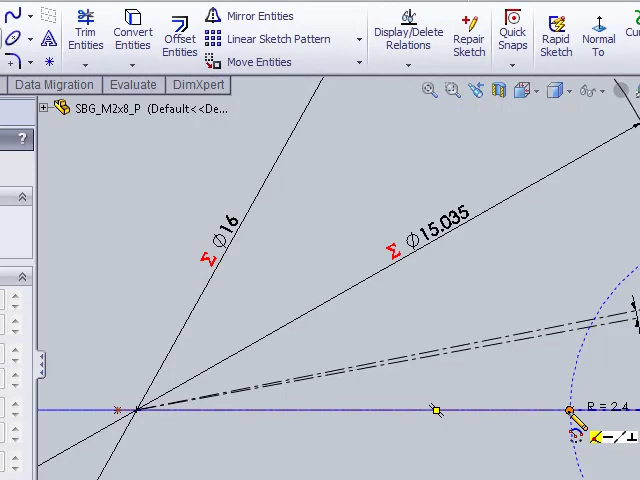 Mirror Entities
Linear Sketch Pattern
Move Entities
Trim
Entities
Convert
Entities
Offset
Entities
Display/Delete
Relations
Repair
Sketch
Quick
Snaps
Rapid
Sketch
Normal
To
Data Migration
Evaluate
DimXpert
SBG_M2x8_P (Default<<De...
?
Σ ∅16
Σ ∅15.035
R = 2.4